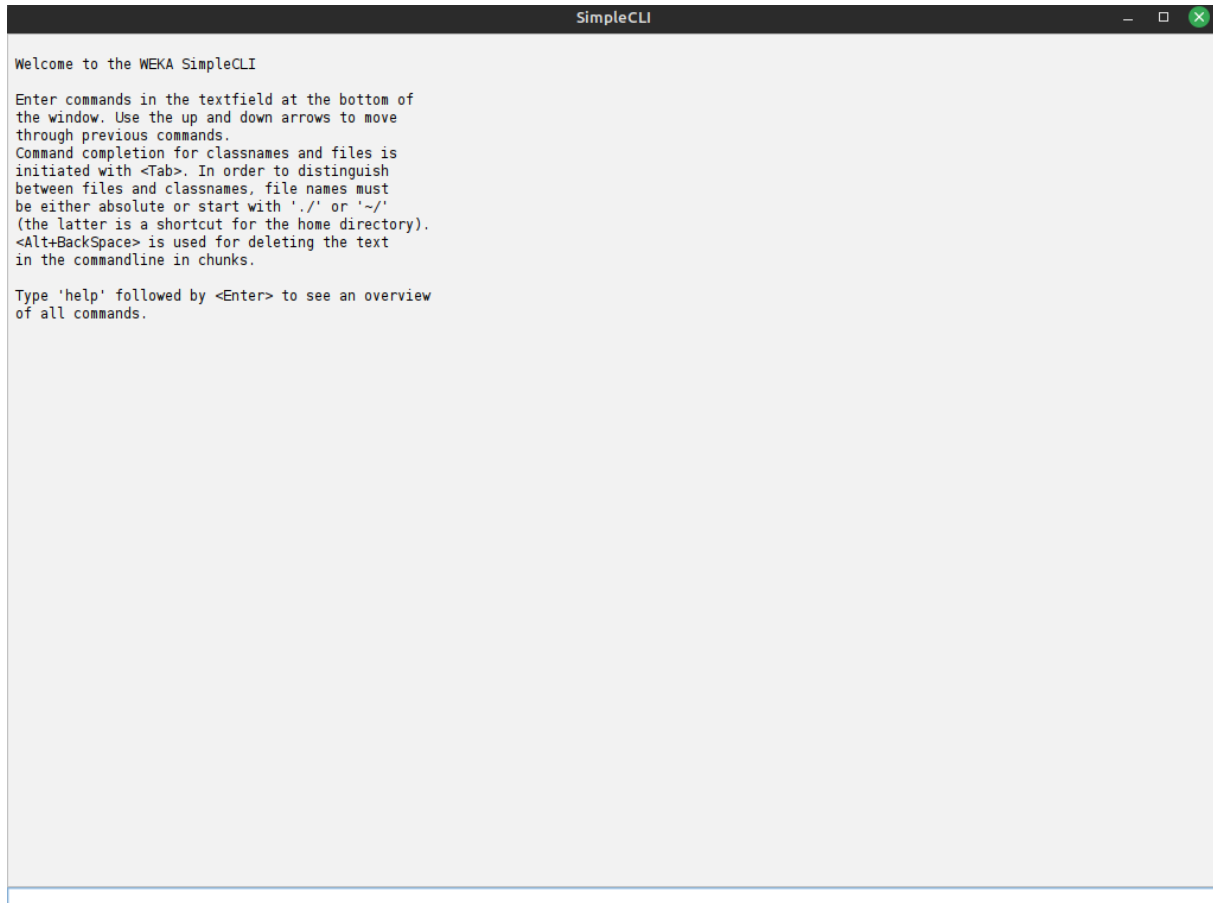 SimpleCLI
Welcome to the WEKA SimpleCLI
Enter commands in the textfield at the bottom of
the window. Use the up and down arrows to move
through previous commands.
Command completion for classnames and files is
initiated with <Tab>. In order to distinguish
between files and classnames, file names must
be either absolute or start with './' or '~/'
(the latter is a shortcut for the home directory).
<Alt+BackSpace> is used for deleting the text
in the commandline in chunks.
Type 'help' followed by <Enter> to see an overview
of all commands.